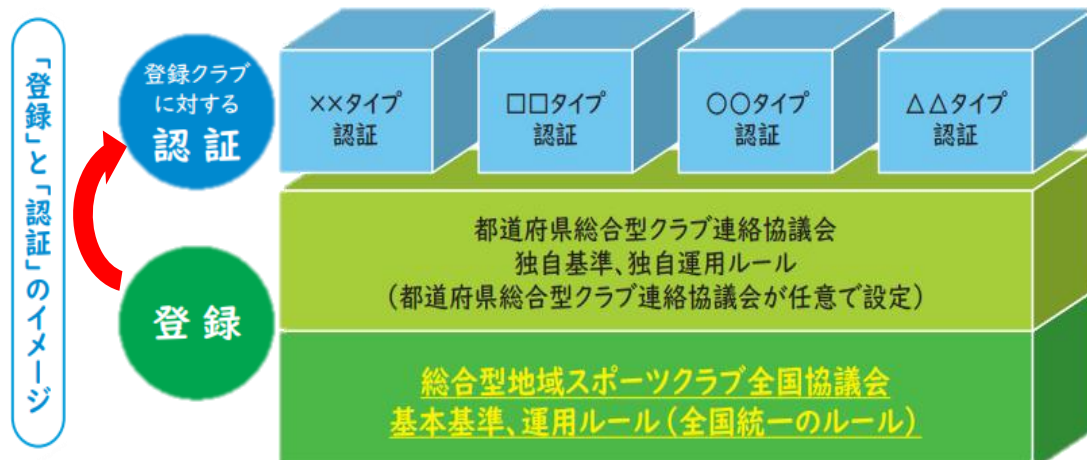 「登録」と「認証」のイメージ
登録クラブ
に対する
認証
××タイプ
認証
□□タイプ
認証
○○タイプ
認証
△△タイプ
認証
登録
都道府県総合型クラブ連絡協議会
独自基準、独自運用ルール
(都道府県総合型クラブ連絡協議会が任意で設定)
総合型地域スポーツクラブ全国協議会
基本基準、運用ルール(全国統一のルール)